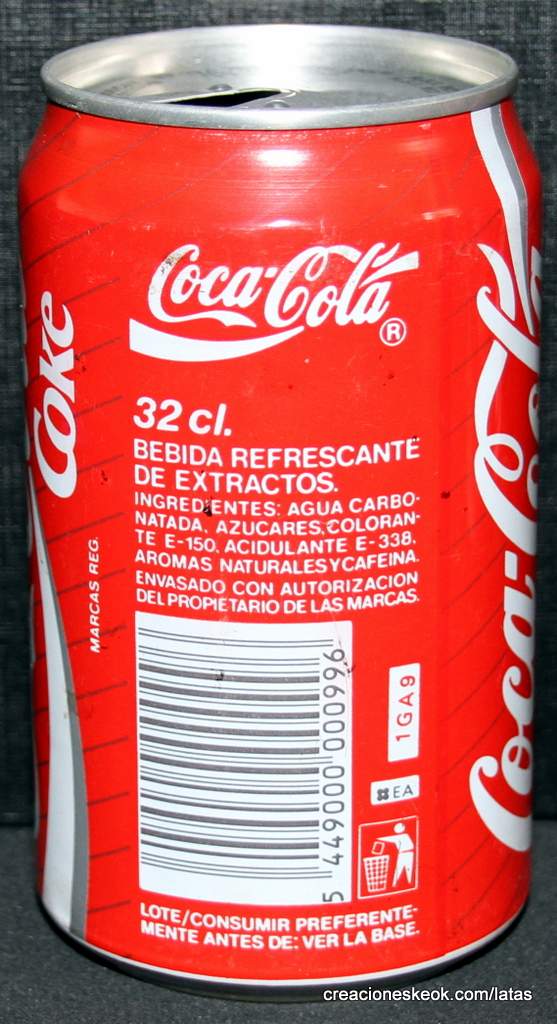 Coca-Cola
®
Coke
MARCAS REG.
32 cl.
BEBIDA REFRESCANTE
DE EXTRACTOS.
INGREDIENTES: AGUA CARBO-
NATADA, AZUCARES, COLORAN-
TE E-150, ACIDULANTE E-338,
AROMAS NATURALES Y CAFEINA.
ENVASADO CON AUTORIZACION
DEL PROPIETARIO DE LAS MARCAS.
5 449000 000996
1GA9
EA
LOTE/CONSUMIR PREFERENTE-
MENTE ANTES DE: VER LA BASE.
Coca-Cola
creacioneskeok.com/latas